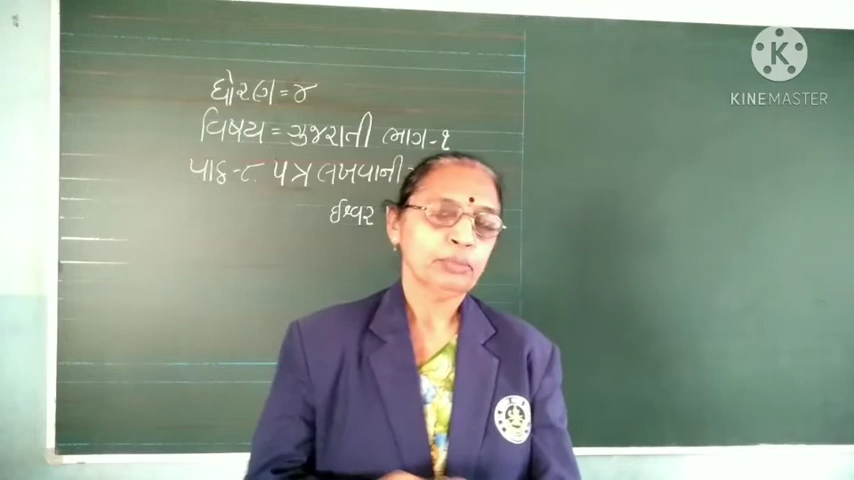 ધોરણ = ૪
વિષય = ગુજરાતી ભાગ-૧
પાઠ-૮ પત્ર લખવાની
ઈશ્વર
KINEMASTER